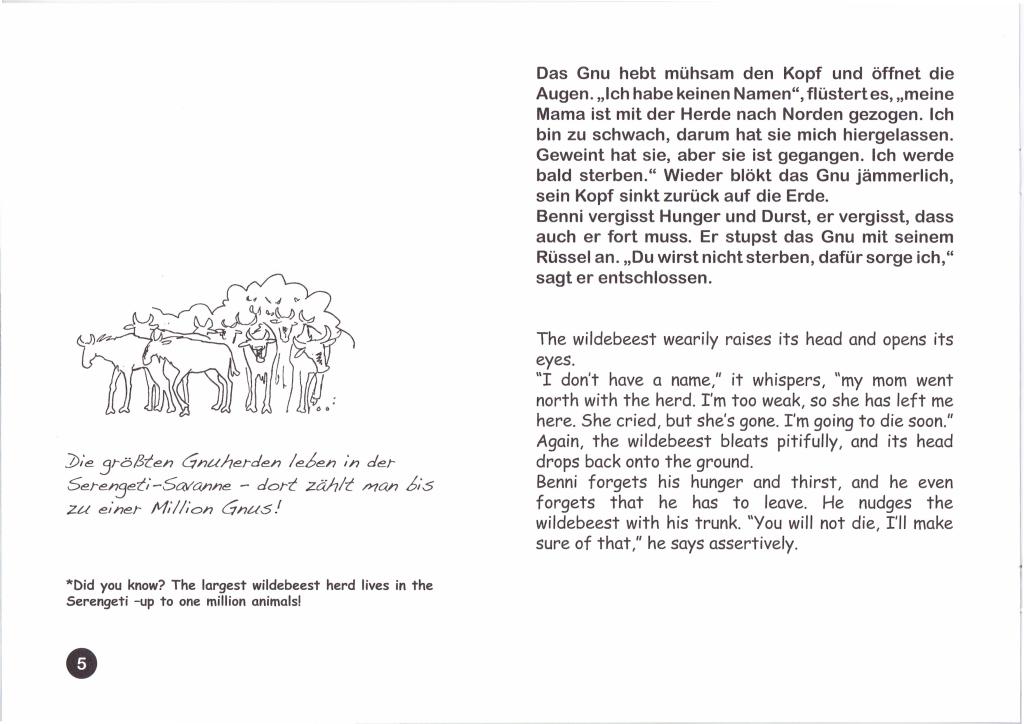 Die größten Gnuherden leben in der
Serengeti-Savanne - dort zählt man bis
zu einer Million Gnus!
*Did you know? The largest wildebeest herd lives in the
Serengeti -up to one million animals!
5
Das Gnu hebt mühsam den Kopf und öffnet die
Augen. „Ich habe keinen Namen“, flüstert es, „meine
Mama ist mit der Herde nach Norden gezogen. Ich
bin zu schwach, darum hat sie mich hiergelassen.
Geweint hat sie, aber sie ist gegangen. Ich werde
bald sterben.“ Wieder blökt das Gnu jämmerlich,
sein Kopf sinkt zurück auf die Erde.
Benni vergisst Hunger und Durst, er vergisst, dass
auch er fort muss. Er stupst das Gnu mit seinem
Rüssel an. „Du wirst nicht sterben, dafür sorge ich,“
sagt er entschlossen.
The wildebeest wearily raises its head and opens its
eyes.
“I don't have a name,” it whispers, “my mom went
north with the herd. I'm too weak, so she has left me
here. She cried, but she's gone. I'm going to die soon.”
Again, the wildebeest bleats pitifully, and its head
drops back onto the ground.
Benni forgets his hunger and thirst, and he even
forgets that he has to leave. He nudges the
wildebeest with his trunk. “You will not die, I'll make
sure of that,” he says assertively.